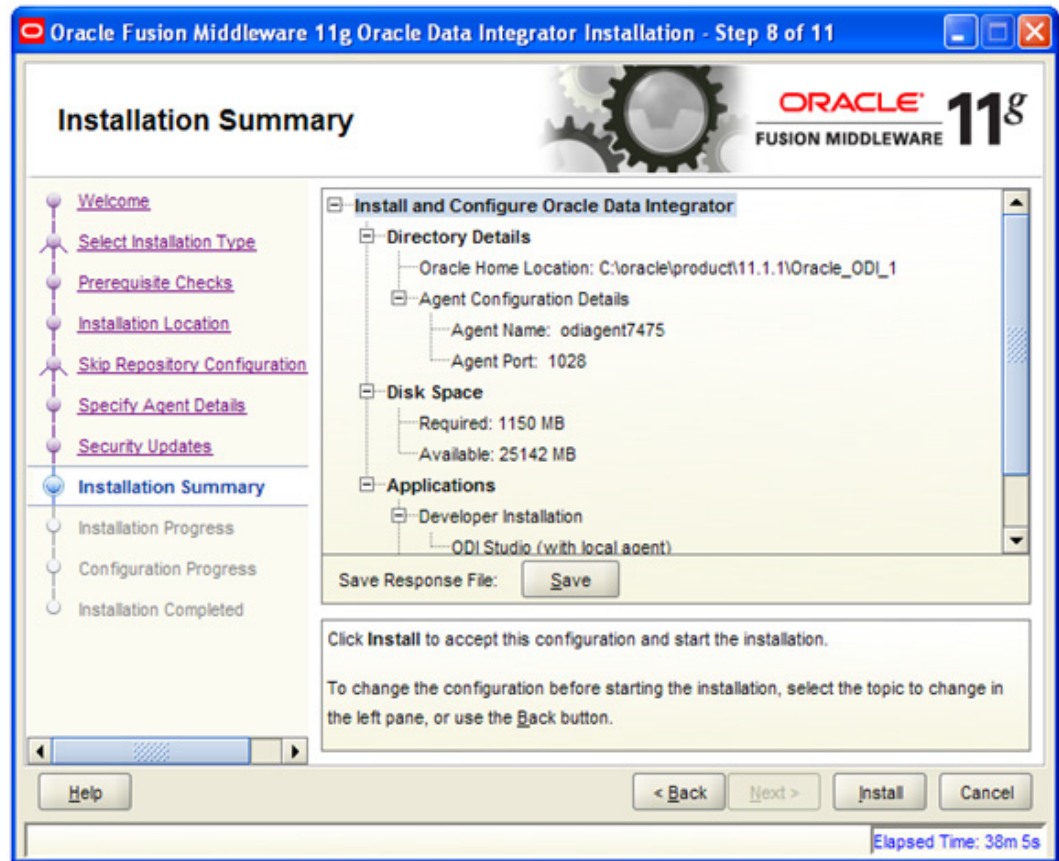 Oracle Fusion Middleware 11g Oracle Data Integrator Installation - Step 8 of 11
Installation Summary
ORACLE
FUSION MIDDLEWARE 11g
Welcome
Select Installation Type
Prerequisite Checks
Installation Location
Skip Repository Configuration
Specify Agent Details
Security Updates
Installation Summary
Installation Progress
Configuration Progress
Installation Completed
Install and Configure Oracle Data Integrator
Directory Details
Oracle Home Location: C:\oracle\product\11.1.1\Oracle_ODI_1
Agent Configuration Details
Agent Name: odiagent7475
Agent Port: 1028
Disk Space
Required: 1150 MB
Available: 25142 MB
Applications
Developer Installation
ODI Studio (with local agent)
Save Response File: Save
Click Install to accept this configuration and start the installation.
To change the configuration before starting the installation, select the topic to change in
the left pane, or use the Back button.
Help < Back Next > Install Cancel
Elapsed Time: 38m 5s